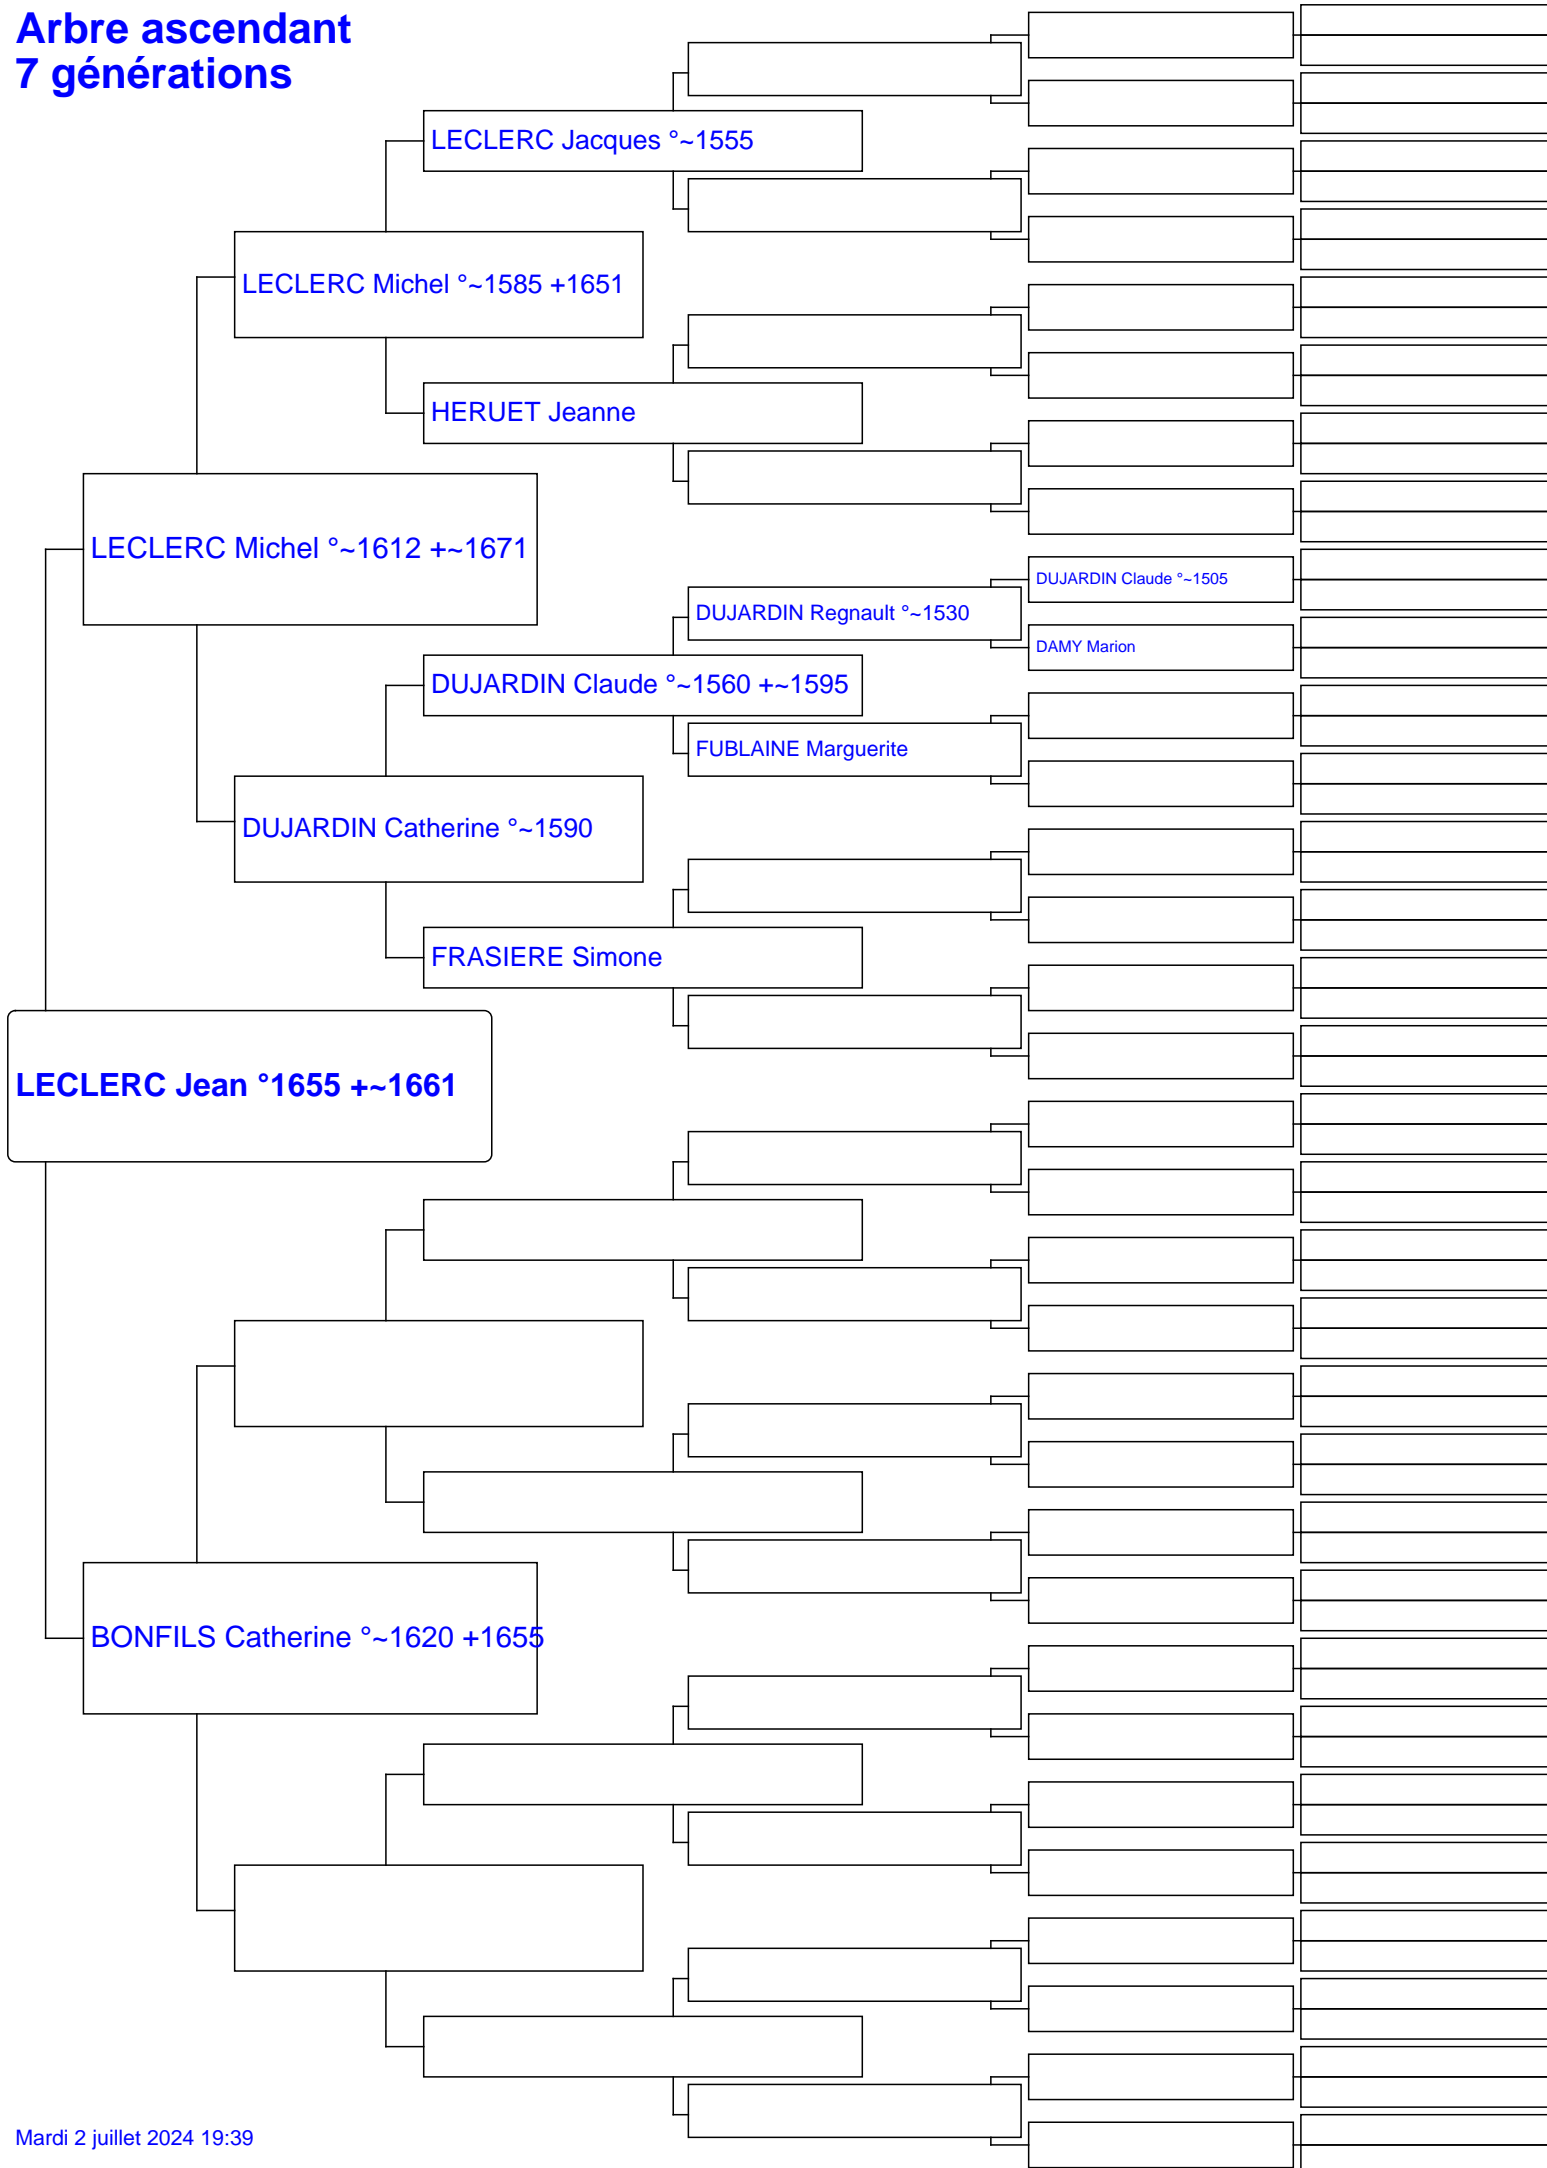 Arbre ascendant
7 générations
LECLERC Jacques °~1555
LECLERC Michel °~1585 +1651
HERUET Jeanne
LECLERC Michel °~1612 +~1671
DUJARDIN Claude °~1505
DUJARDIN Regnault °~1530
DAMY Marion
DUJARDIN Claude °~1560 +~1595
FUBLAINE Marguerite
DUJARDIN Catherine °~1590
FRASIERE Simone
LECLERC Jean °1655 +~1661
BONFILS Catherine °~1620 +1655
Mardi 2 juillet 2024 19:39